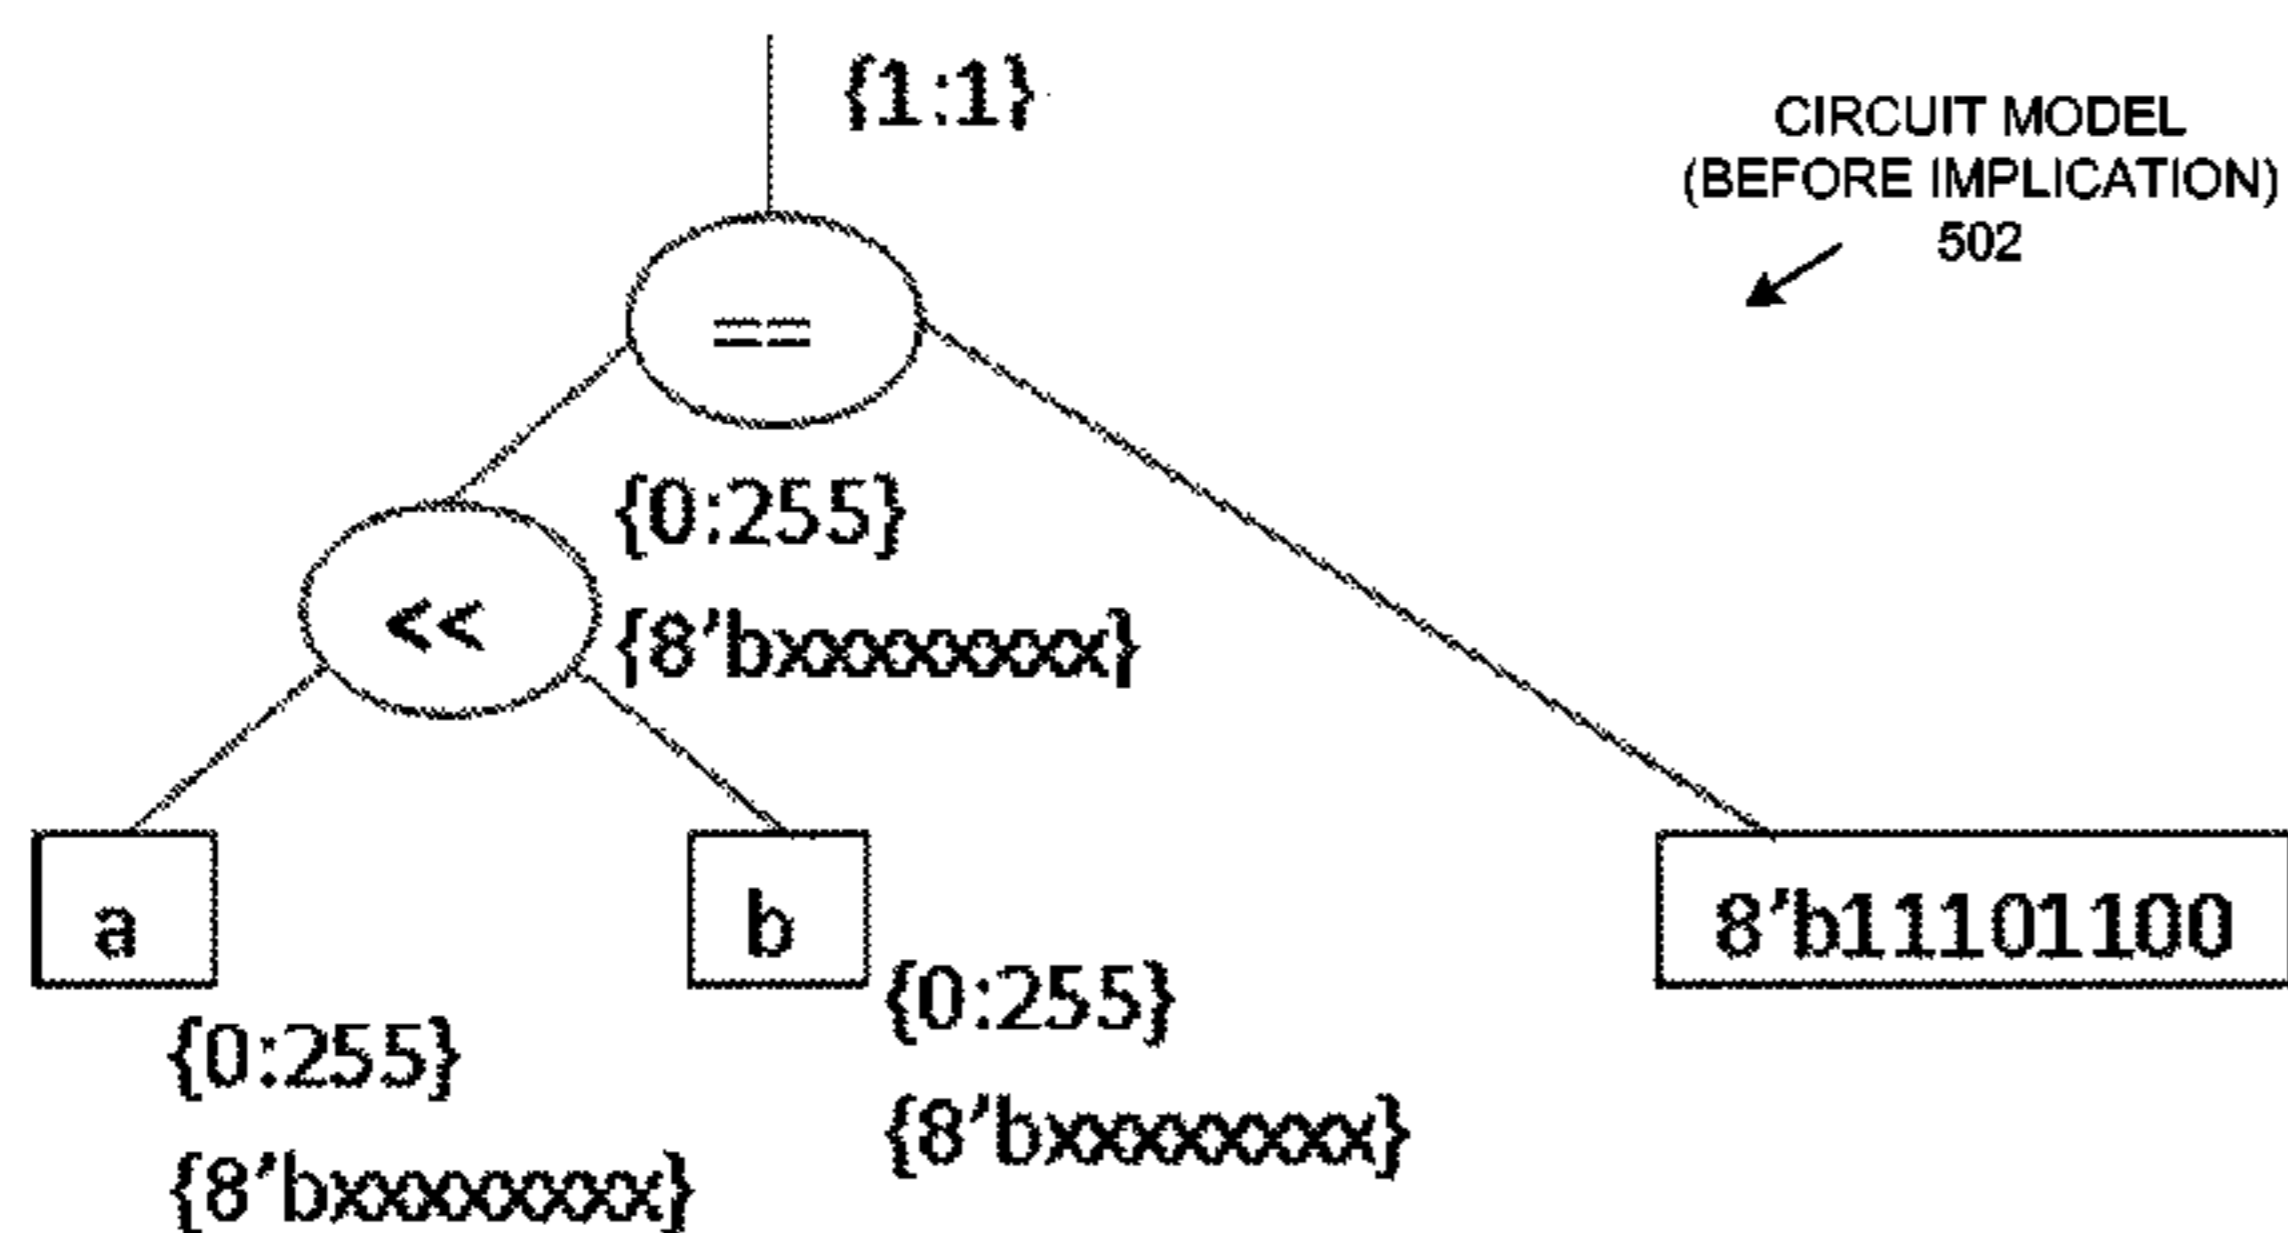 {1:1}
CIRCUIT MODEL
(BEFORE IMPLICATION)
502
==
{0:255}
<<
{8'bxxxxxxxx}
a
b
8'b11101100
{0:255}
{0:255}
{8'bxxxxxxxx}
{8'bxxxxxxxx}